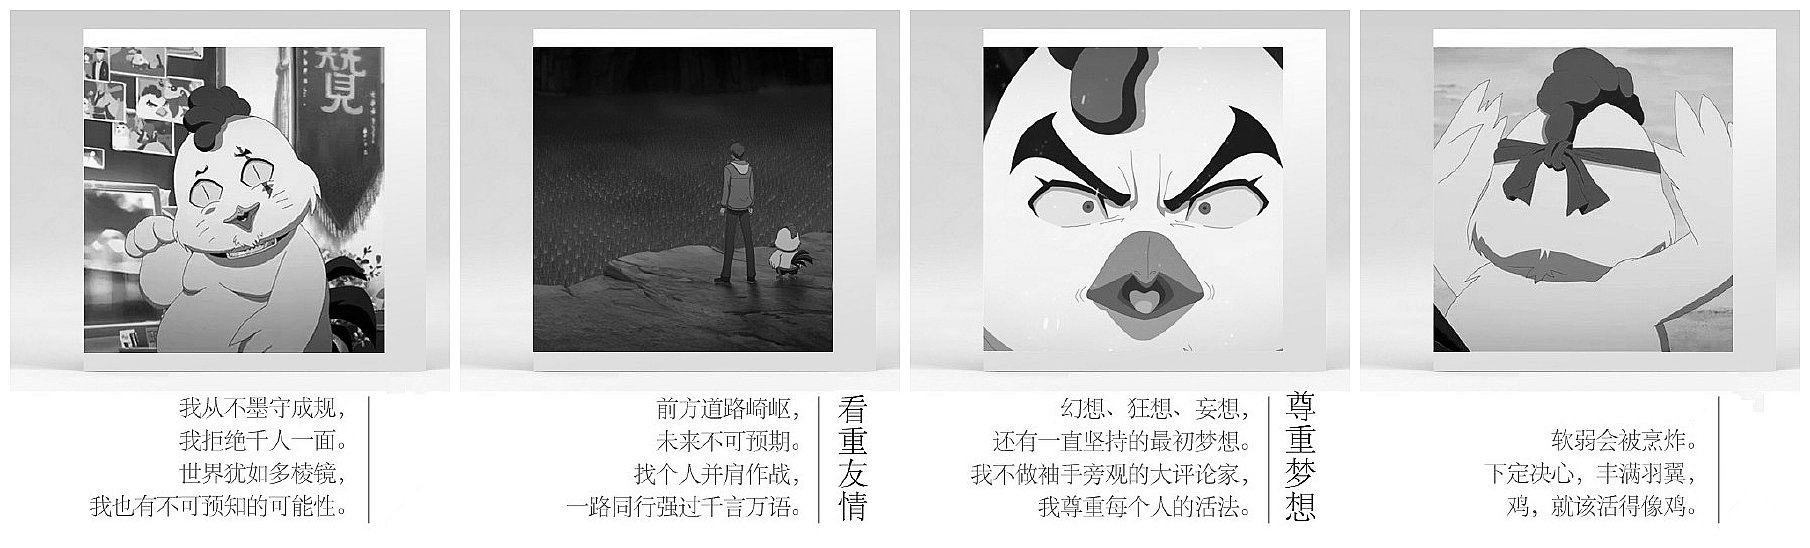 我从不墨守成规，
我拒绝千人一面。
世界犹如多棱镜，
我也有不可预知的可能性。
看重友情
前方道路崎岖，
未来不可预期。
找个人并肩作战，
一路同行强过千言万语。
尊重梦想
幻想、狂想、妄想，
还有一直坚持的最初梦想。
我不做袖手旁观的大评论家，
我尊重每个人的活法。
软弱会被烹炸。
下定决心，丰满羽翼，
鸡，就该活得像鸡。